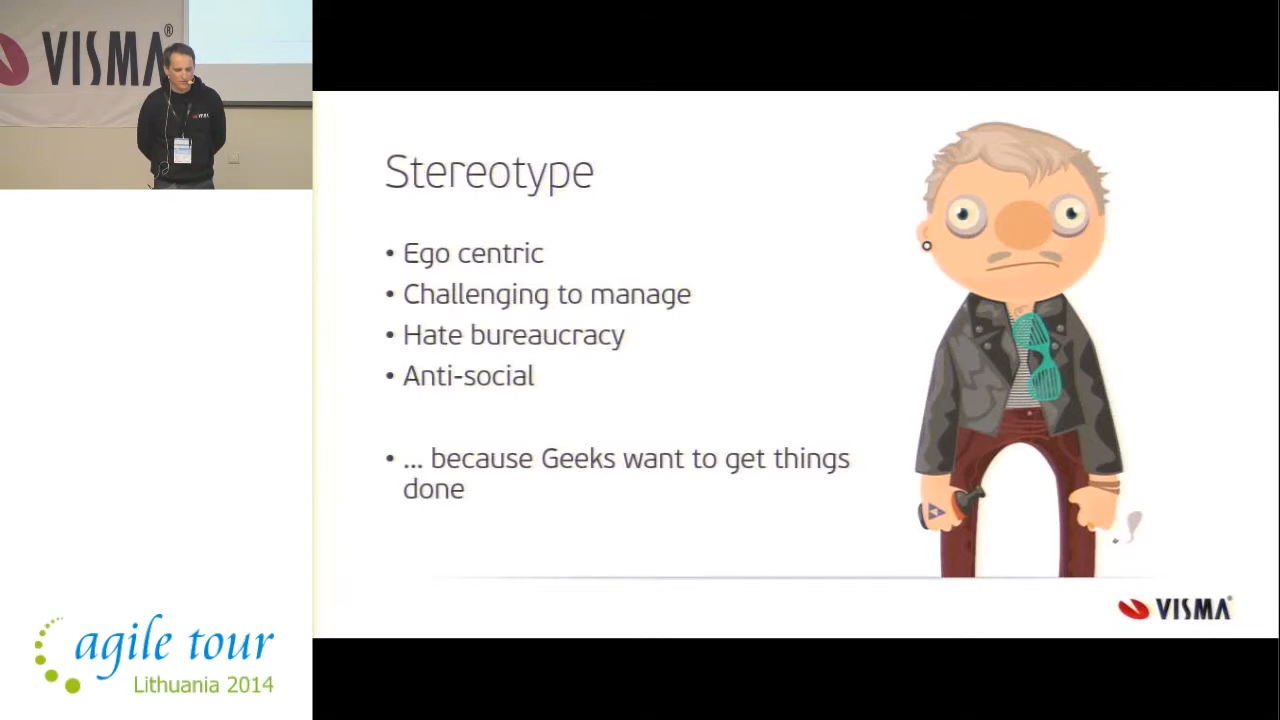 VISMA®
Stereotype
• Ego centric
• Challenging to manage
• Hate bureaucracy
• Anti-social
• ... because Geeks want to get things
done
VISMA®
agile tour
Lithuania 2014